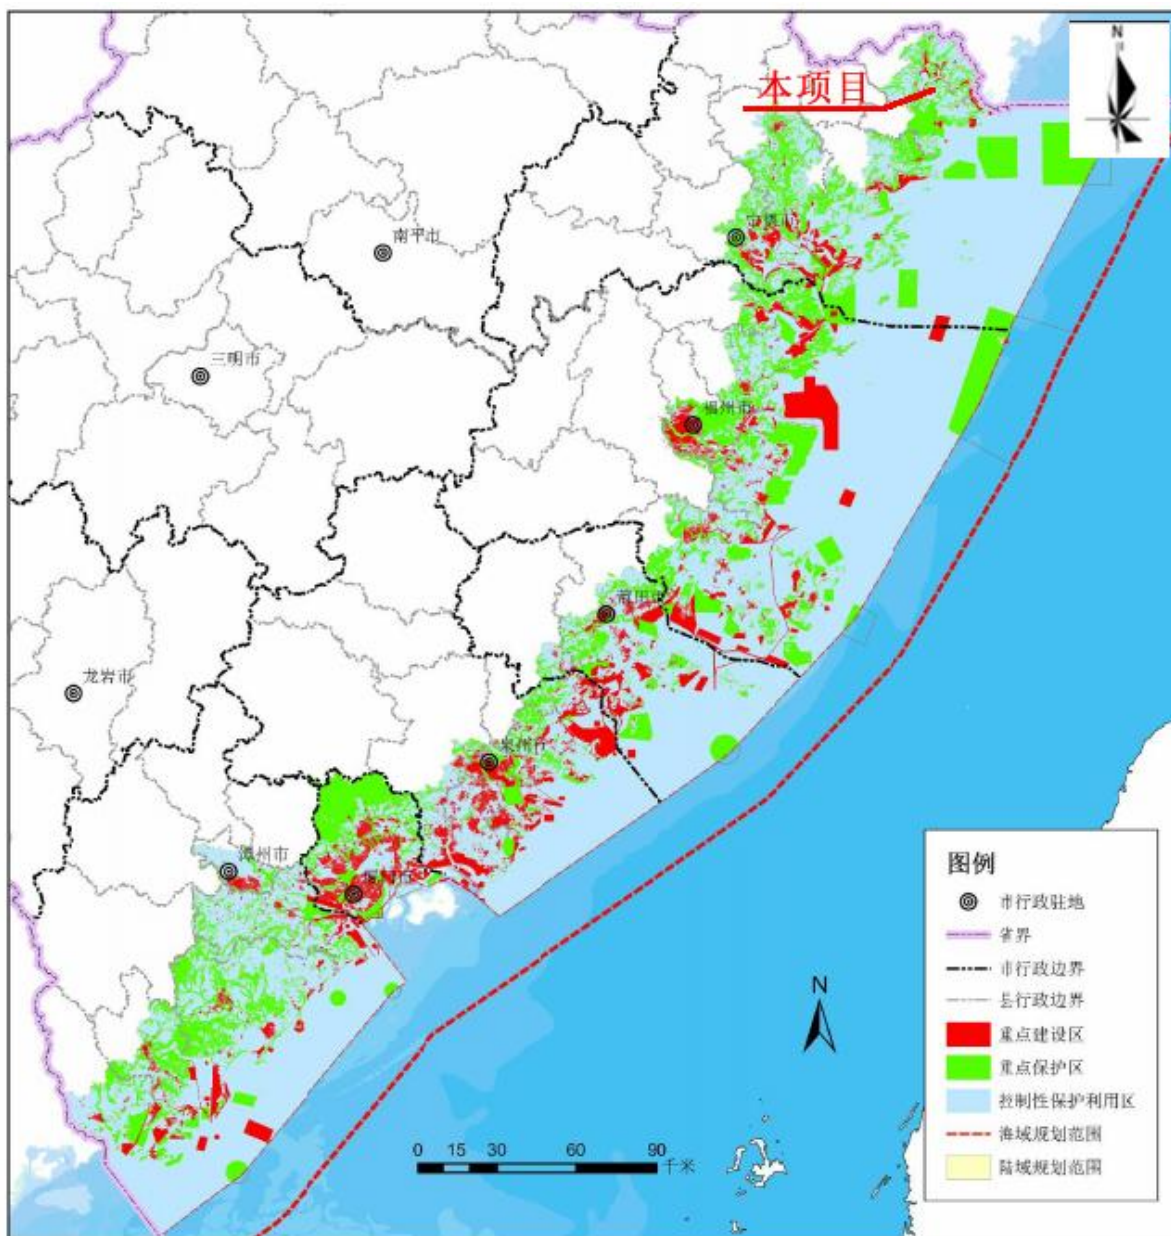 N
本项目
宁德市
南平市
三明市
福州市
莆田市
龙岩市
泉州市
漳州市
厦门市
图例
市行政驻地
省界
市行政边界
县行政边界
重点建设区
重点保护区
控制性保护利用区
海域规划范围
陆域规划范围
N
0 15 30 60 90
千米